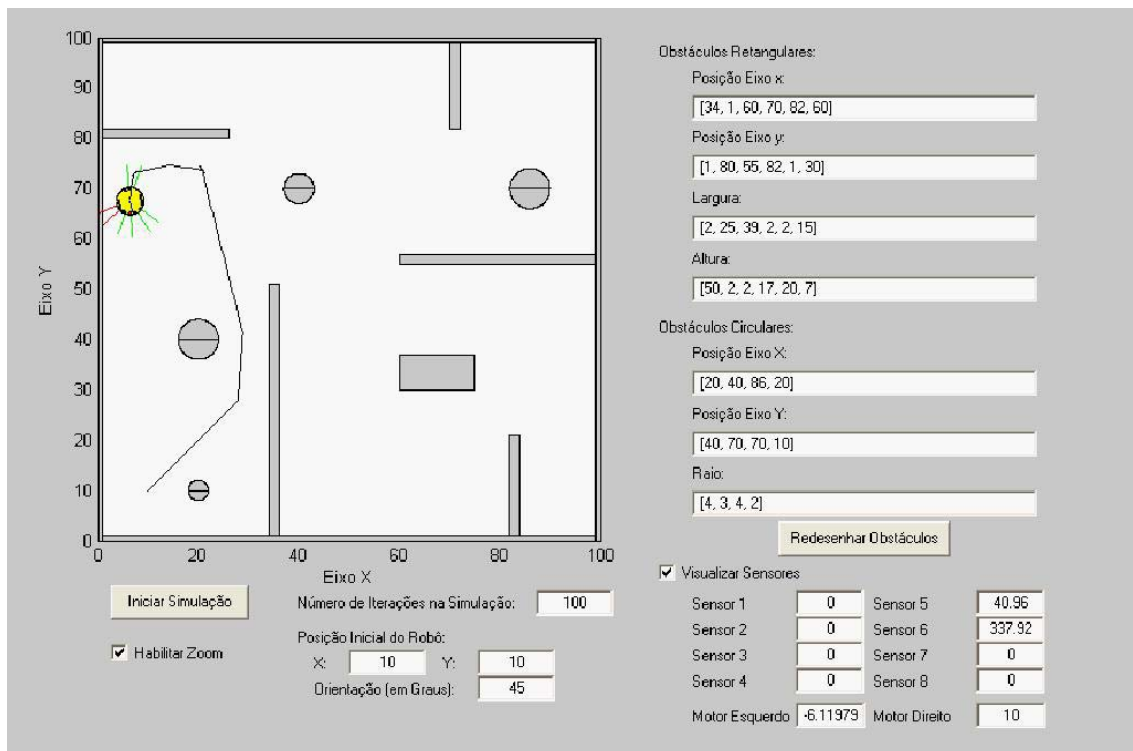 100
90
80
70
60
50
40
30
20
10
0
Eixo Y
0 20 40 60 80 100
Eixo X
Iniciar Simulação
Número de Iterações na Simulação: 100
Habilitar Zoom
Posição Inicial do Robô:
X: 10 Y: 10
Orientação (em Graus): 45
Obstáculos Retangulares:
Posição Eixo x:
[34, 1, 60, 70, 82, 60]
Posição Eixo y:
[1, 80, 55, 82, 1, 30]
Largura:
[2, 25, 39, 2, 2, 15]
Altura:
[50, 2, 2, 17, 20, 7]
Obstáculos Circulares:
Posição Eixo X:
[20, 40, 86, 20]
Posição Eixo Y:
[40, 70, 70, 10]
Raio:
[4, 3, 4, 2]
Redesenhar Obstáculos
Visualizar Sensores
Sensor 1 0 Sensor 5 40.96
Sensor 2 0 Sensor 6 337.92
Sensor 3 0 Sensor 7 0
Sensor 4 0 Sensor 8 0
Motor Esquerdo -6.11979 Motor Direito 10